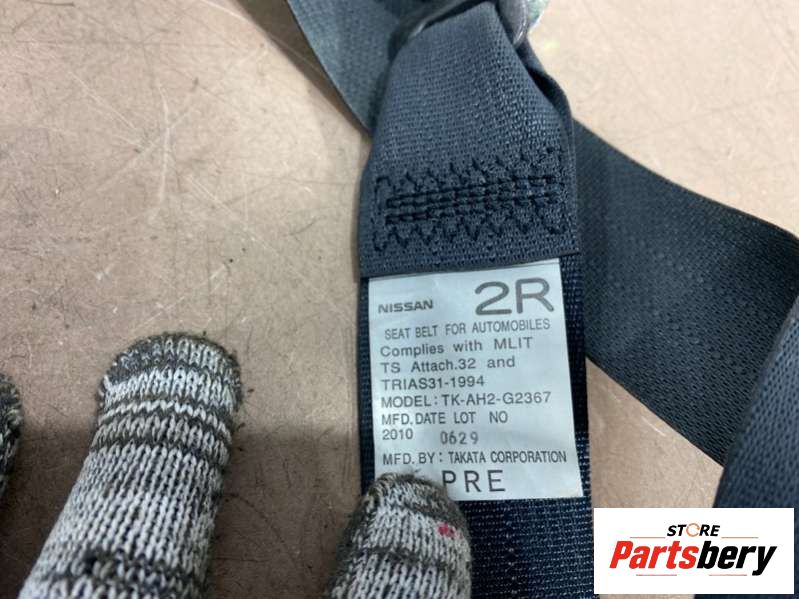 NISSAN 2R
SEAT BELT FOR AUTOMOBILES
Complies with MLIT
TS Attach.32 and
TRIAS31-1994
MODEL: TK-AH2-G2367
MFD.DATE LOT NO
2010 0629
MFD. BY: TAKATA CORPORATION
PRE
STORE
Partsbery